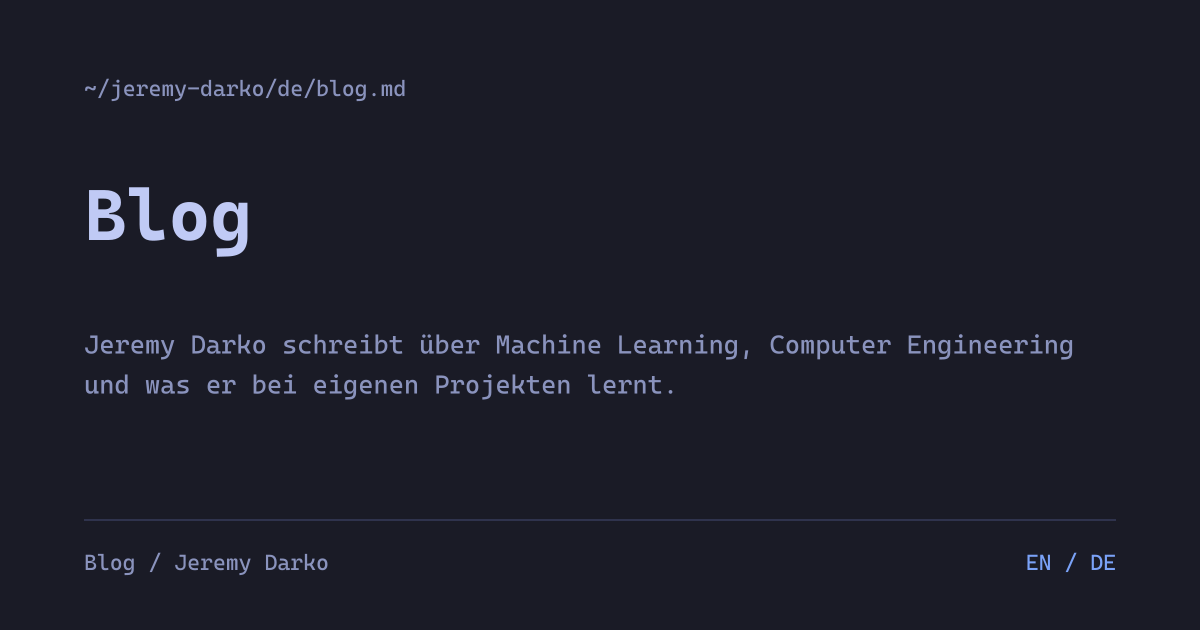 ~/jeremy-darko/de/blog.md
Blog
Jeremy Darko schreibt über Machine Learning, Computer Engineering
und was er bei eigenen Projekten lernt.
Blog / Jeremy Darko
EN / DE